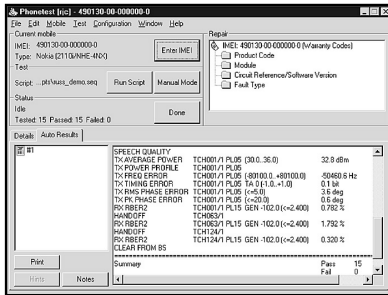 Phonetest [rjc] - 490130-00-000000-0
File Edit Mobile Test Configuration Window Help
Current mobile
IMEI: 490130-00-000000-0
Type: Nokia (2110i/NHE-4NX)
Enter IMEI
Test
Script: ...pts\russ_demo.seq
Run Script
Manual Mode
Status
Idle
Tested: 15 Passed: 15 Failed: 0
Done
Repair
IMEI: 490130-00-000000-0 (Warranty Codes)
Product Code
Module
Circuit Reference/Software Version
Fault Type
Details Auto Results
#1
SPEECH QUALITY
TX AVERAGE POWER TCH001/1 PL05 (30.0..36.0) 32.8 dBm
TX POWER PROFILE TCH001/1 PL05
TX FREQ ERROR TCH001/1 PL05 (-80100.0..+80100.0) -50460.6 Hz
TX TIMING ERROR TCH001/1 PL05 TA 0 (-1.0..+1.0) 0.1 bit
TX RMS PHASE ERROR TCH001/1 PL05 (<=5.0) 3.6 deg
TX PK PHASE ERROR TCH001/1 PL05 (<=20.0) 3.6 deg
RX RBER2 TCH001/1 PL15 GEN -102.0 (<=2.400) 0.782 %
HANDOFF TCH063/1
RX RBER2 TCH063/1 PL15 GEN -102.0 (<=2.400) 1.792 %
HANDOFF TCH124/1
RX RBER2 TCH124/1 PL15 GEN -102.0 (<=2.400) 0.320 %
CLEAR FROM BS
Summary Pass 15
Fail 0
Print
Hints
Notes